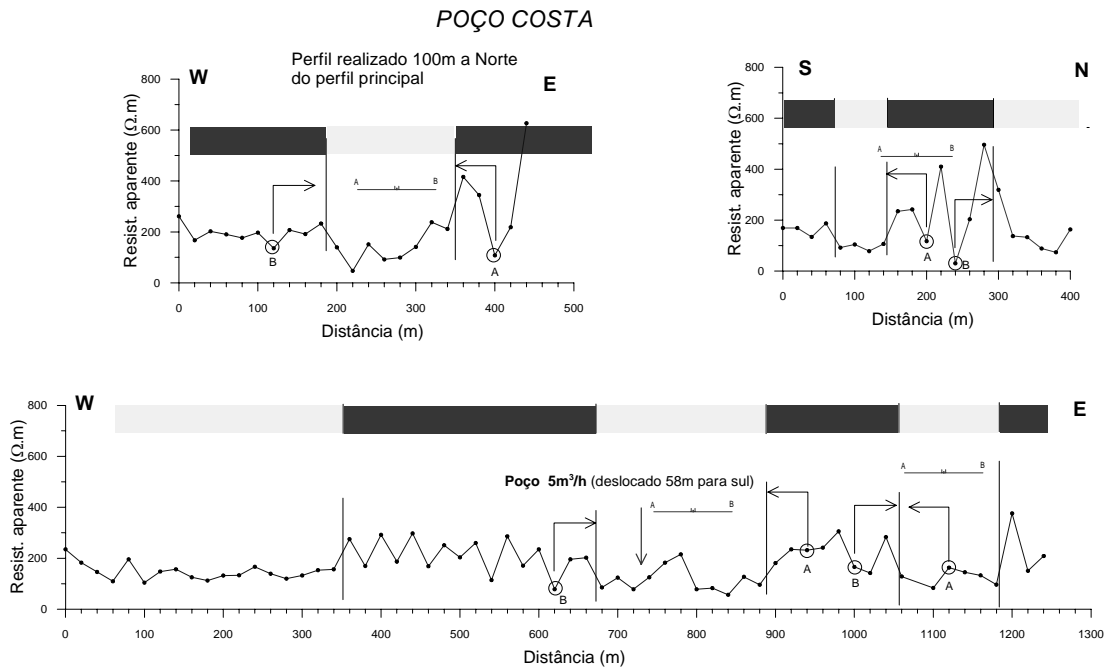 POÇO COSTA
Perfil realizado 100m a Norte
do perfil principal
W
E
800
600
400
200
0
Resist. aparente (Ω.m)
A
B
B
A
0 100 200 300 400 500
Distância (m)
S
N
800
600
400
200
0
Resist. aparente (Ω.m)
A
B
A
B
0 100 200 300 400
Distância (m)
W
E
800
600
400
200
0
Resist. aparente (Ω.m)
Poço 5m³/h (deslocado 58m para sul)
A
B
A
B
B
A
B
A
0 100 200 300 400 500 600 700 800 900 1000 1100 1200 1300
Distância (m)